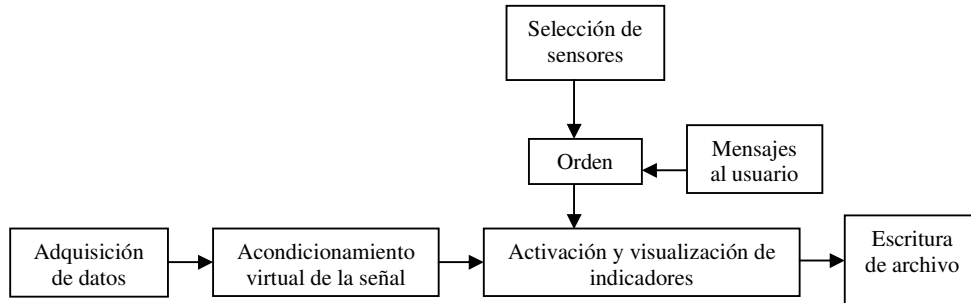 Selección de
sensores
Orden
Mensajes
al usuario
Adquisición
de datos
Acondicionamiento
virtual de la señal
Activación y visualización de
indicadores
Escritura
de archivo